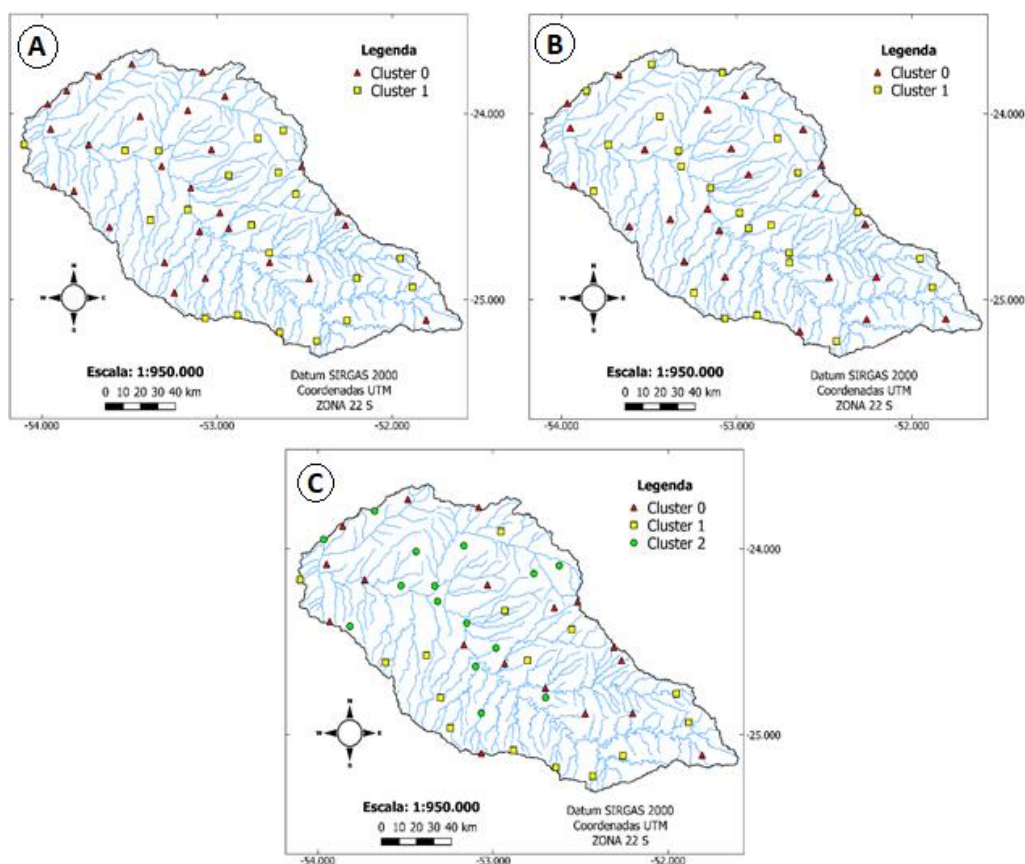 A
Legenda
Cluster 0
Cluster 1
-24.000
-25.000
N
W E
S
Escala: 1:950.000
0 10 20 30 40 km
Datum SIRGAS 2000
Coordenadas UTM
ZONA 22 S
-54.000 -53.000 -52.000
B
Legenda
Cluster 0
Cluster 1
-24.000
-25.000
N
W E
S
Escala: 1:950.000
0 10 20 30 40 km
Datum SIRGAS 2000
Coordenadas UTM
ZONA 22 S
-54.000 -53.000 -52.000
C
Legenda
Cluster 0
Cluster 1
Cluster 2
-24.000
-25.000
N
W E
S
Escala: 1:950.000
0 10 20 30 40 km
Datum SIRGAS 2000
Coordenadas UTM
ZONA 22 S
-54.000 -53.000 -52.000